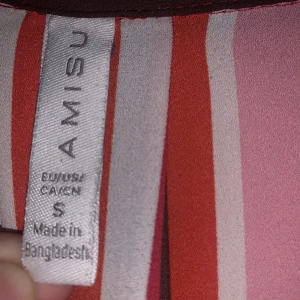 AMISU
EU/US/
CA/CN
S
Made in
Bangladesh